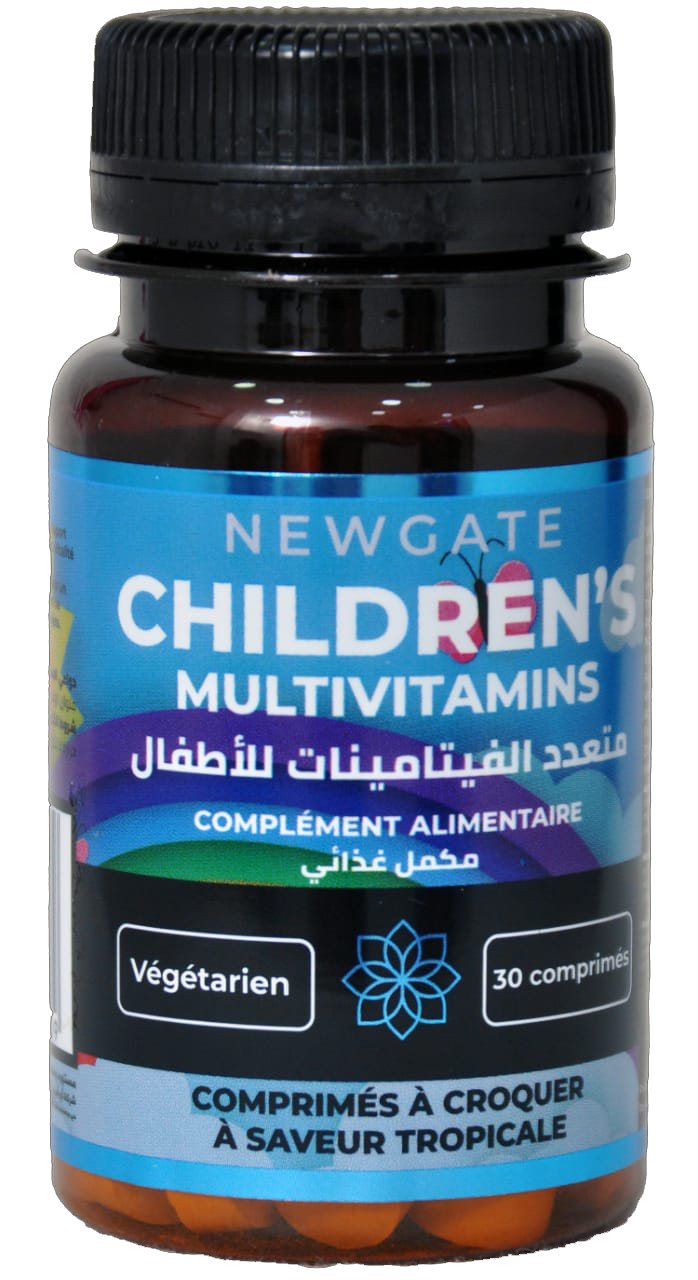 NEWGATE
CHILDREN'S
MULTIVITAMINS
متعدد الفيتامينات للأطفال
COMPLÉMENT ALIMENTAIRE
مكمل غذائي
Végétarien
30 comprimés
COMPRIMÉS À CROQUER
À SAVEUR TROPICALE